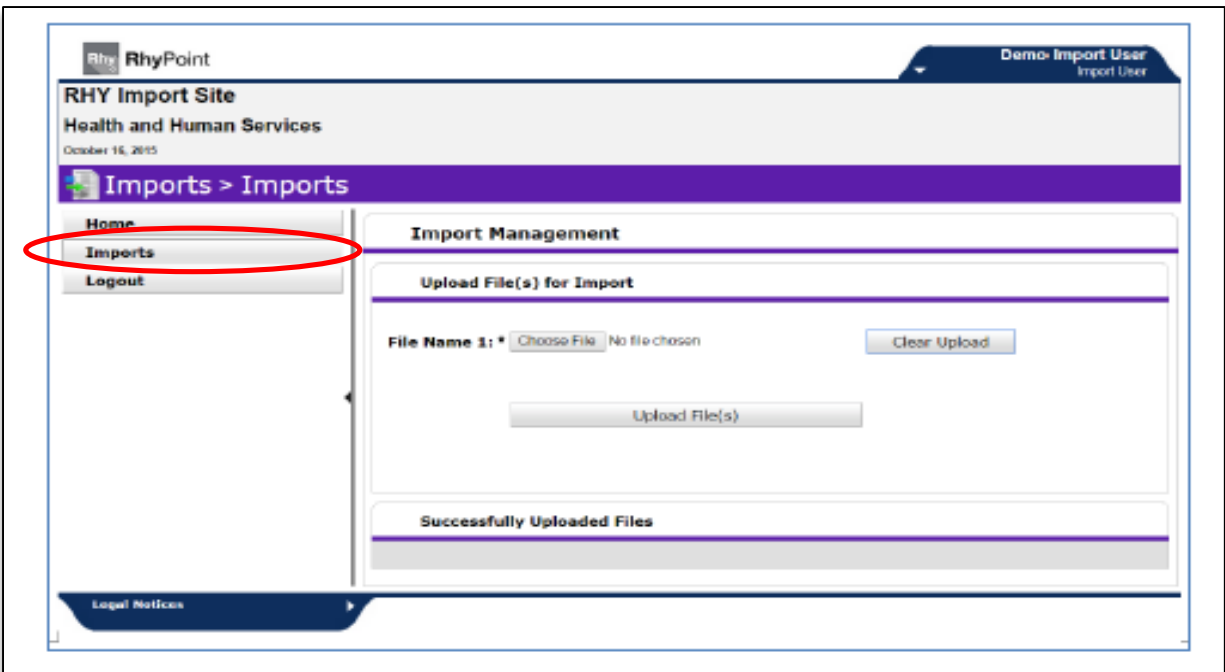 Rhy RhyPoint
Demo- Import User
Import User
RHY Import Site
Health and Human Services
October 16, 2015
Imports > Imports
Home
Imports
Logout
Import Management
Upload File(s) for Import
File Name 1: * Choose File No file chosen Clear Upload
Upload File(s)
Successfully Uploaded Files
Legal Notices